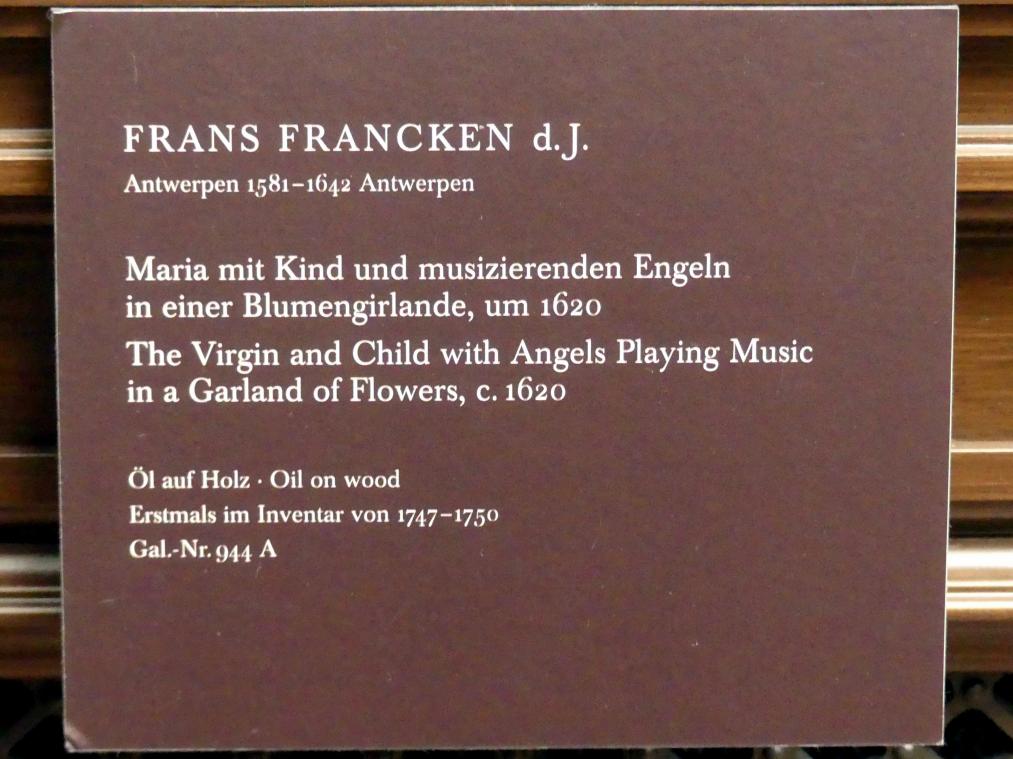 FRANS FRANCKEN d.J.
Antwerpen 1581–1642 Antwerpen
Maria mit Kind und musizierenden Engeln
in einer Blumengirlande, um 1620
The Virgin and Child with Angels Playing Music
in a Garland of Flowers, c. 1620
Öl auf Holz · Oil on wood
Erstmals im Inventar von 1747–1750
Gal.-Nr. 944 A